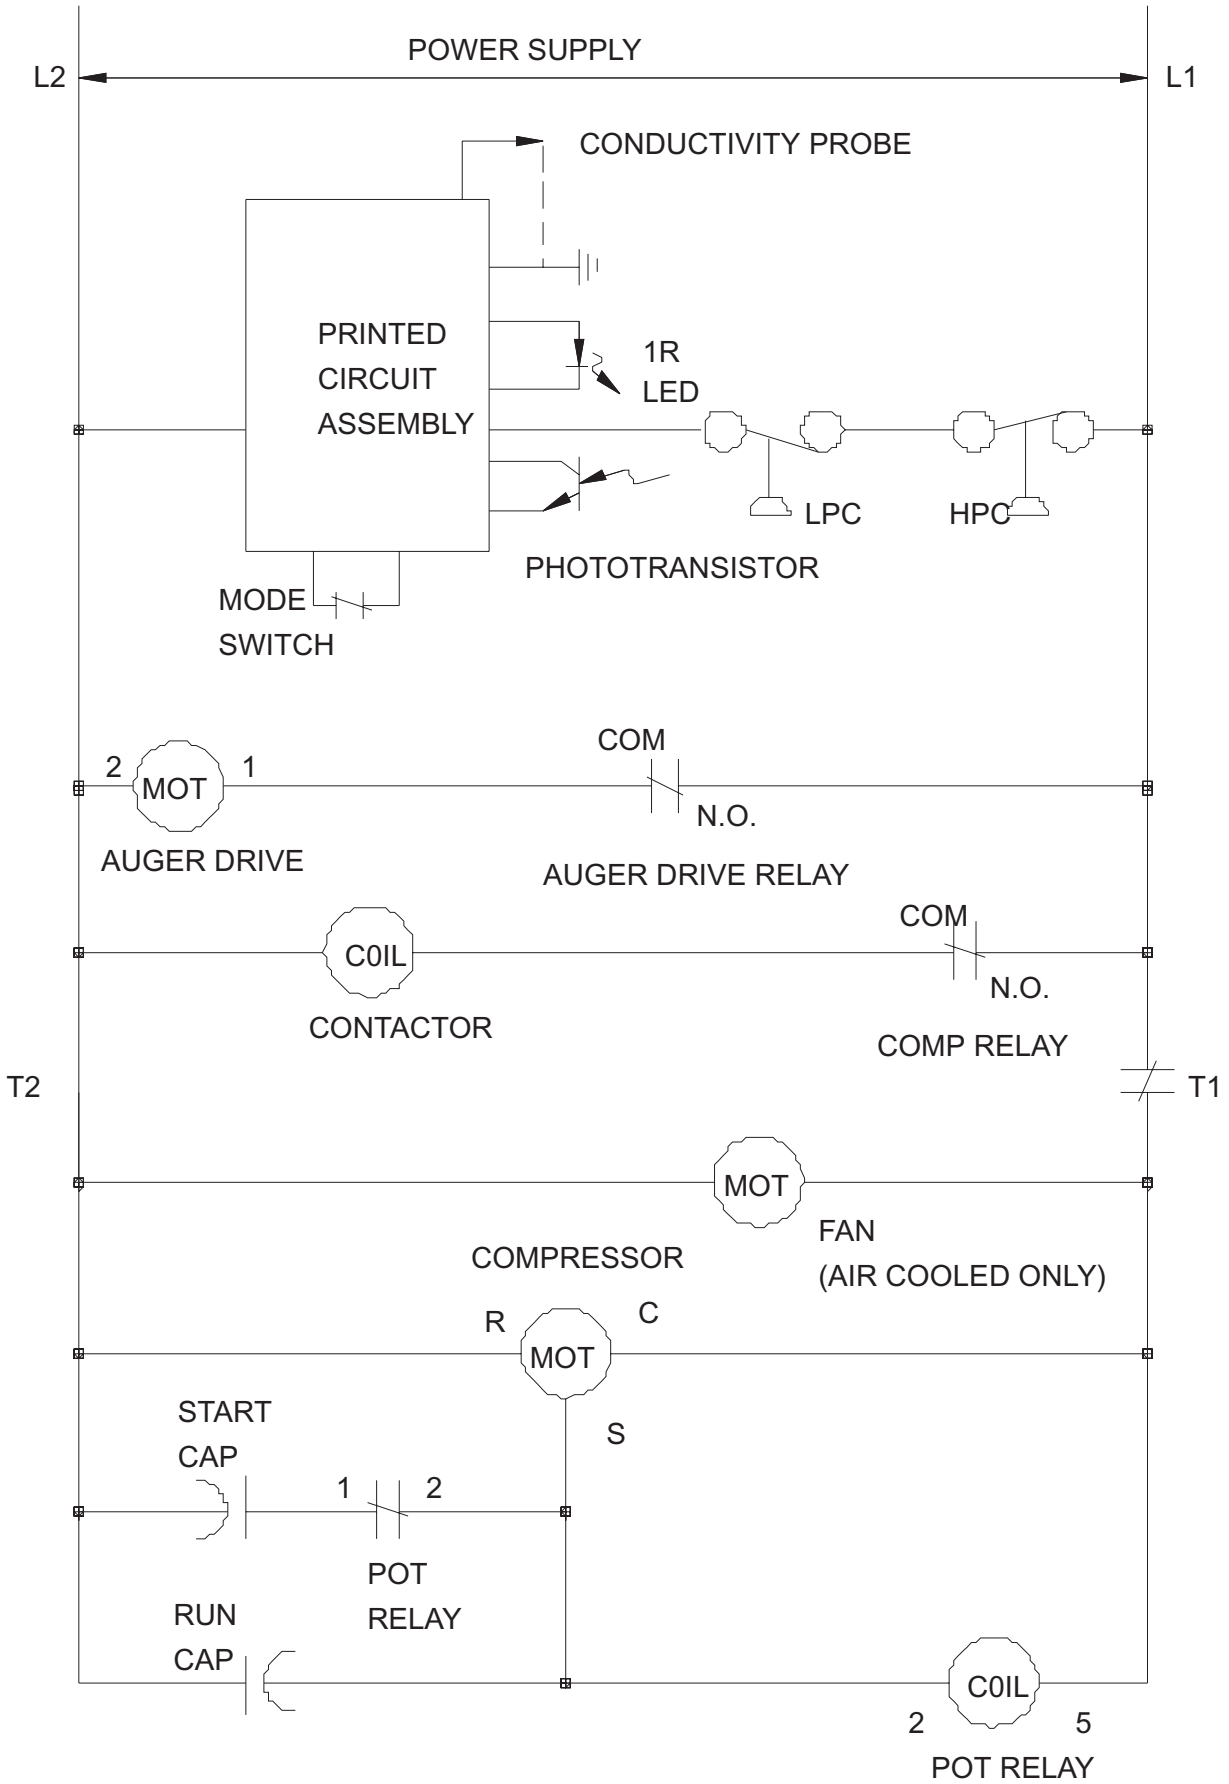 POWER SUPPLY
L2
L1
CONDUCTIVITY PROBE
PRINTED
CIRCUIT
ASSEMBLY
1R
LED
LPC
HPC
PHOTOTRANSISTOR
MODE
SWITCH
COM
2
MOT
1
N.O.
AUGER DRIVE
AUGER DRIVE RELAY
COM
C0IL
N.O.
CONTACTOR
COMP RELAY
T2
T1
MOT
FAN
(AIR COOLED ONLY)
COMPRESSOR
R
C
MOT
S
START
CAP
1
2
POT
RELAY
RUN
CAP
C0IL
2
5
POT RELAY